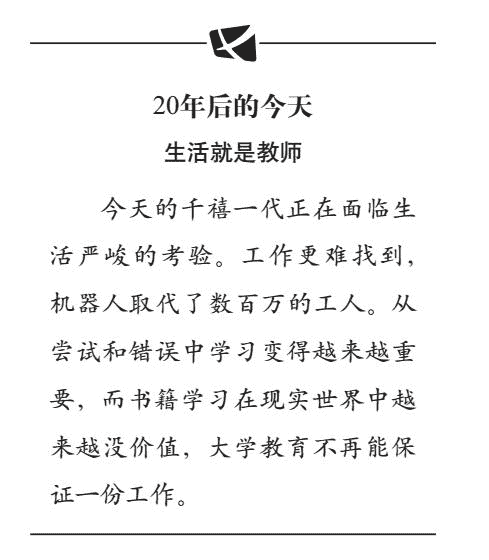 20年后的今天
生活就是教师
今天的千禧一代正在面临生
活严峻的考验。工作更难找到,
机器人取代了数百万的工人。从
尝试和错误中学习变得越来越重
要，而书籍学习在现实世界中越
来越没价值，大学教育不再能保
证一份工作。